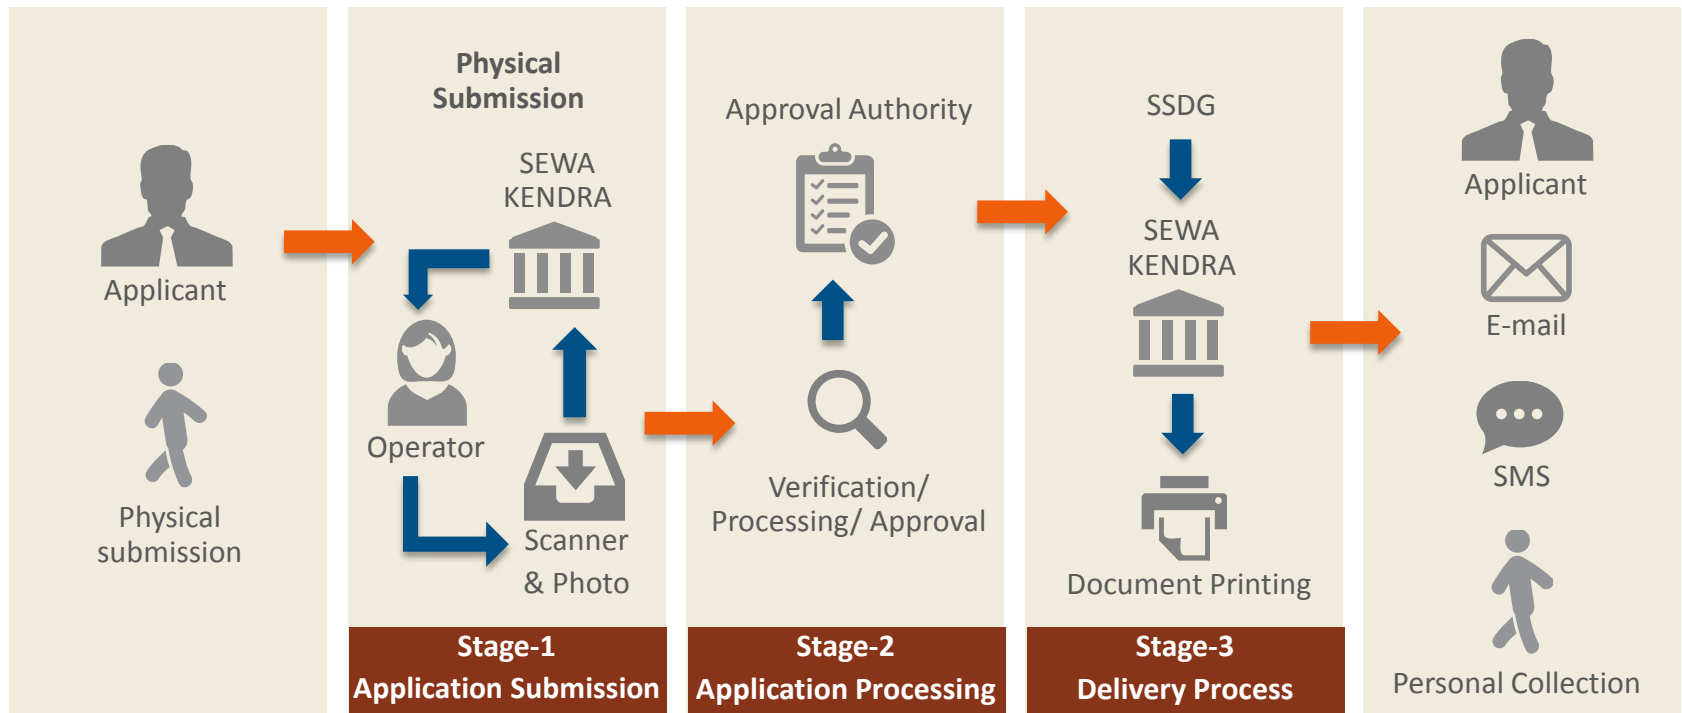 Applicant
Physical
submission
Physical
Submission
SEWA
KENDRA
Operator
Scanner
& Photo
Stage-1
Application Submission
Approval Authority
Verification/
Processing/ Approval
Stage-2
Application Processing
SSDG
SEWA
KENDRA
Document Printing
Stage-3
Delivery Process
Applicant
E-mail
SMS
Personal Collection